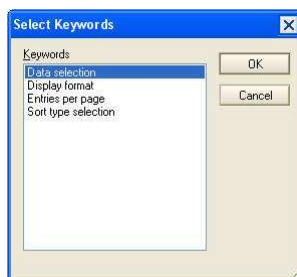 Select Keywords
Keywords
Data selection
Display format
Entries per page
Sort type selection
OK
Cancel